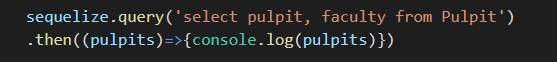 sequelize.query('select pulpit, faculty from Pulpit')
.then((pulpits)=>{console.log(pulpits)})